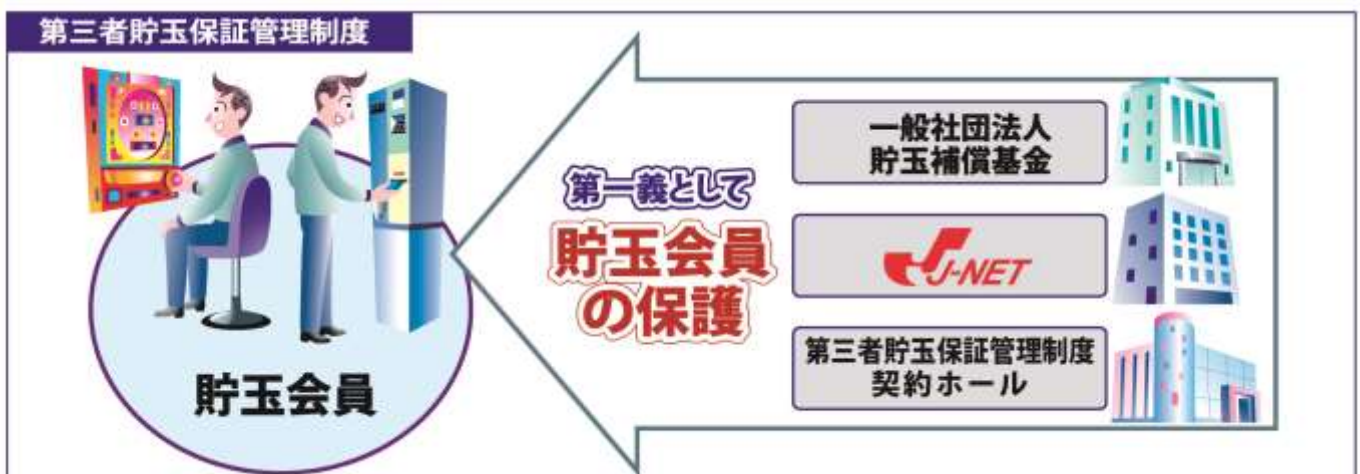 第三者貯玉保証管理制度
貯玉会員
第一義として
貯玉会員
の保護
一般社団法人
貯玉補償基金
J-NET
第三者貯玉保証管理制度
契約ホール